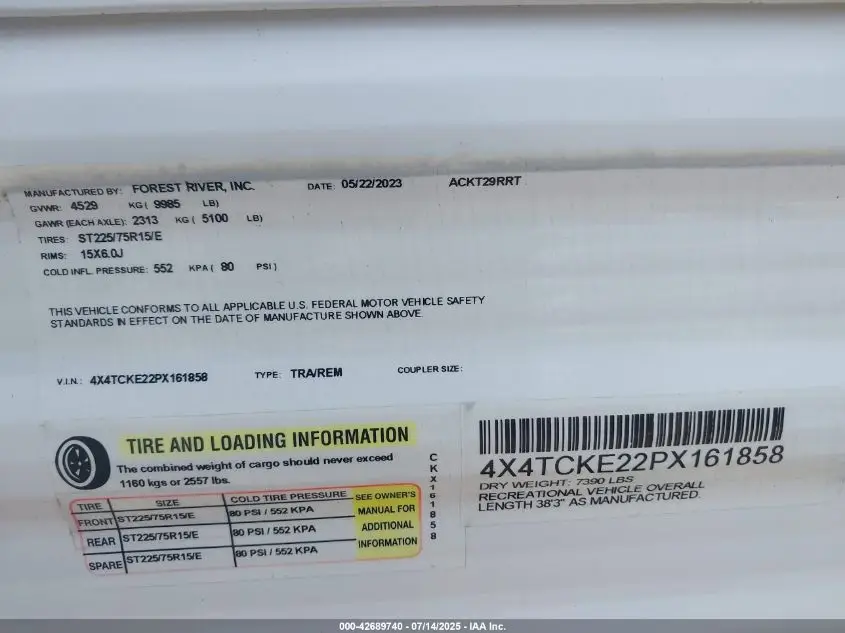 MANUFACTURED BY: FOREST RIVER, INC. DATE: 05/22/2023 ACKT29RRT
GVWR: 4529 KG ( 9985 LB)
GAWR (EACH AXLE): 2313 KG ( 5100 LB)
TIRES: ST225/75R15/E
RIMS: 15X6.0J
COLD INFL. PRESSURE: 552 KPA ( 80 PSI )
THIS VEHICLE CONFORMS TO ALL APPLICABLE U.S. FEDERAL MOTOR VEHICLE SAFETY
STANDARDS IN EFFECT ON THE DATE OF MANUFACTURE SHOWN ABOVE
V.I.N.: 4X4TCKE22PX161858 TYPE: TRA/REM COUPLER SIZE:
TIRE AND LOADING INFORMATION
The combined weight of cargo should never exceed
1160 kgs or 2557 lbs.
TIRE SIZE COLD TIRE PRESSURE SEE OWNER'S
FRONT ST225/75R15/E 80 PSI / 552 KPA MANUAL FOR
REAR ST225/75R15/E 80 PSI / 552 KPA ADDITIONAL
SPARE ST225/75R15/E 80 PSI / 552 KPA INFORMATION
CKX161858
4X4TCKE22PX161858
DRY WEIGHT: 7390 LBS
RECREATIONAL VEHICLE OVERALL
LENGTH 38'3" AS MANUFACTURED.
000-42689740 - 07/14/2025 - IAA Inc.